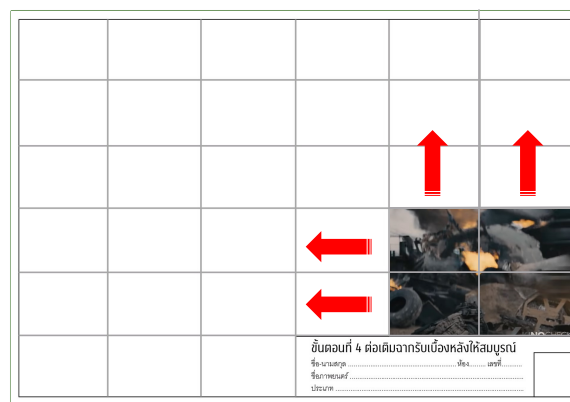 ขั้นตอนที่ 4 ต่อเติมฉากรับเบื้องหลังให้สมบูรณ์
ชื่อ-นามสกุล ........................................................ ห้อง......... เลขที่..........
ชื่อภาพยนตร์ ..........................................................................................
ประเภท ..................................................................................................